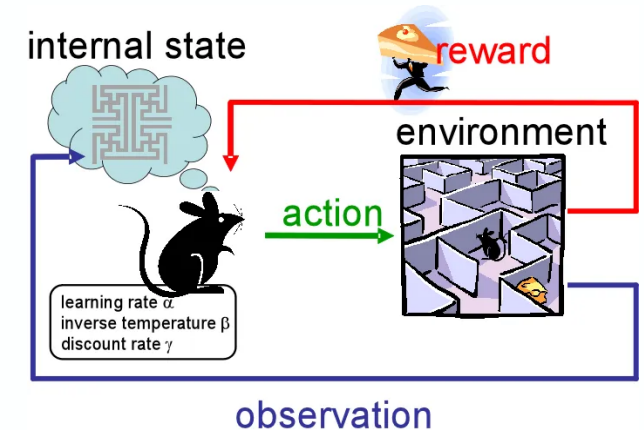 internal state
reward
environment
action
learning rate α
inverse temperature β
discount rate γ
observation